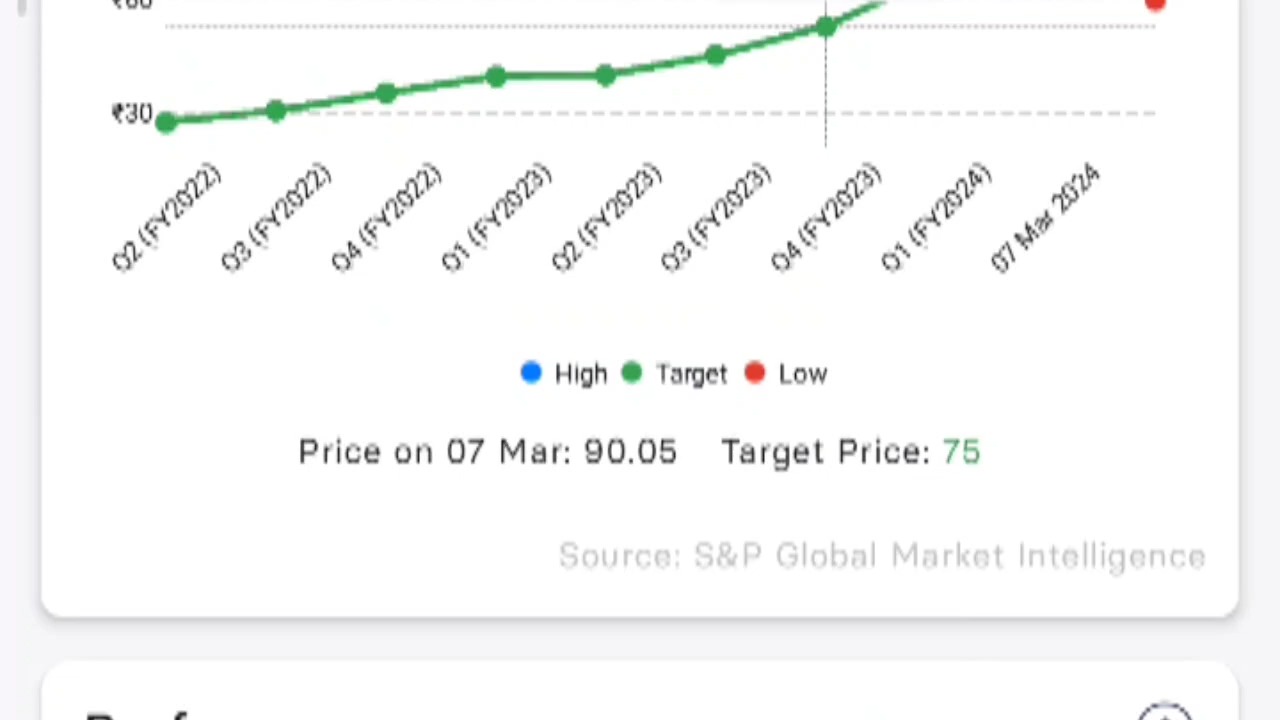 ₹60
₹30
Q2 (FY2022)
Q3 (FY2022)
Q4 (FY2022)
Q1 (FY2023)
Q2 (FY2023)
Q3 (FY2023)
Q4 (FY2023)
Q1 (FY2024)
07 Mar 2024
High Target Low
Price on 07 Mar: 90.05 Target Price: 75
Source: S&P Global Market Intelligence